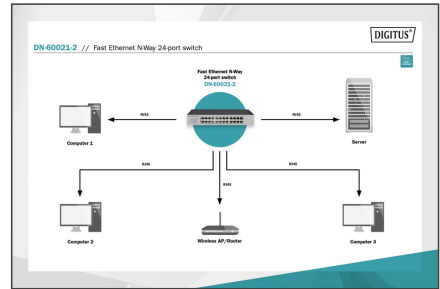 DIGITUS®
DN-60021-2 // Fast Ethernet N-Way 24-port switch
Fast Ethernet N-Way
24-port switch
DN-60021-2
RJ45
RJ45
Computer 1
Server
RJ45
RJ45
RJ45
Computer 2
Wireless AP/Router
Computer 3